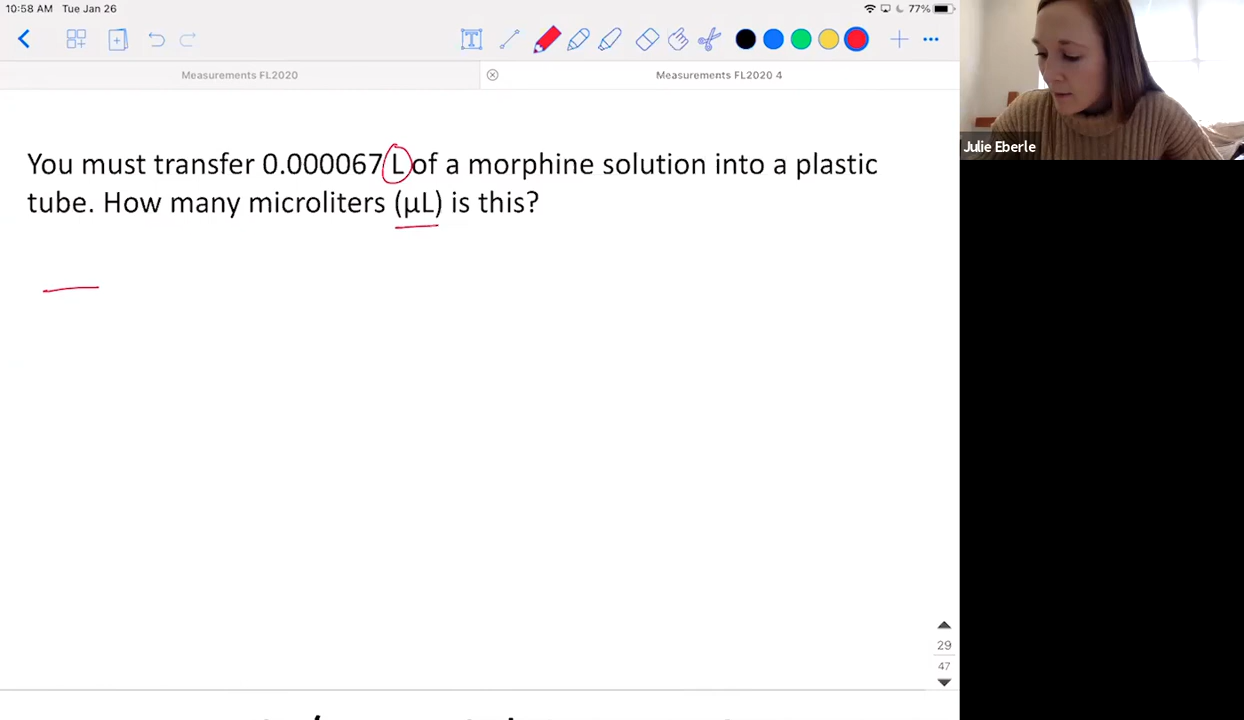 10:58 AM Tue Jan 26
77%
Measurements FL2020
Measurements FL2020 4
You must transfer 0.000067 L of a morphine solution into a plastic
tube. How many microliters (μL) is this?
Julie Eberle
29
47